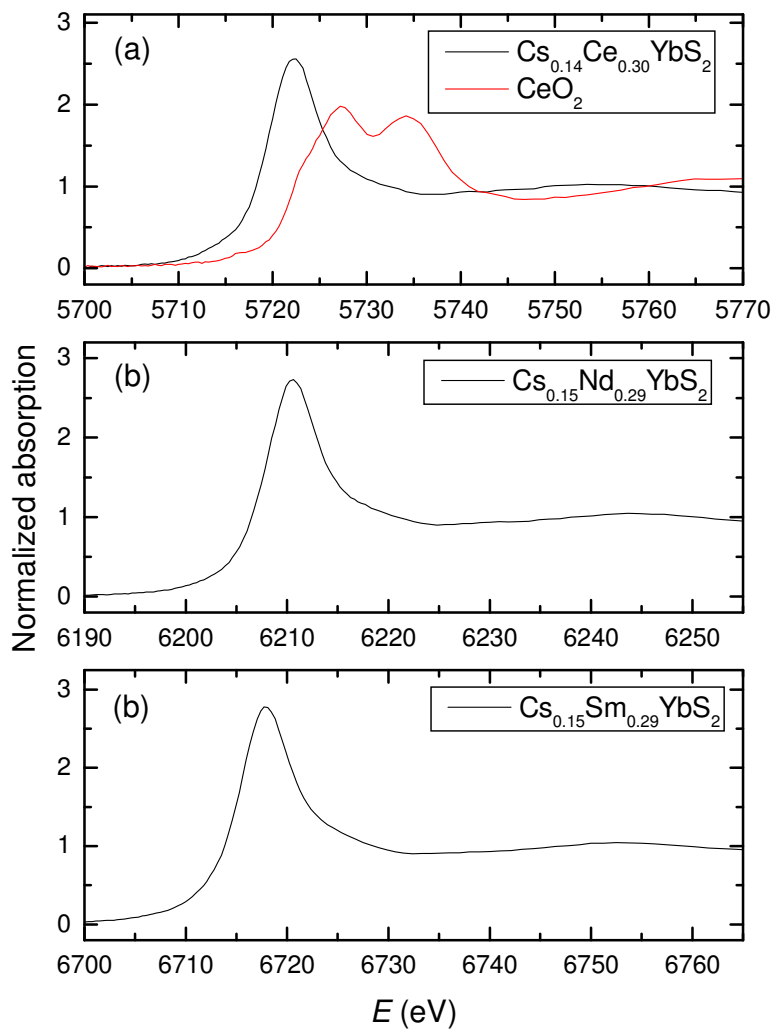 (a)
Cs0.14Ce0.30YbS2
CeO2
3
2
1
0
5700 5710 5720 5730 5740 5750 5760 5770
(b)
Cs0.15Nd0.29YbS2
3
2
1
0
6190 6200 6210 6220 6230 6240 6250
Normalized absorption
(b)
Cs0.15Sm0.29YbS2
3
2
1
0
6700 6710 6720 6730 6740 6750 6760
E (eV)